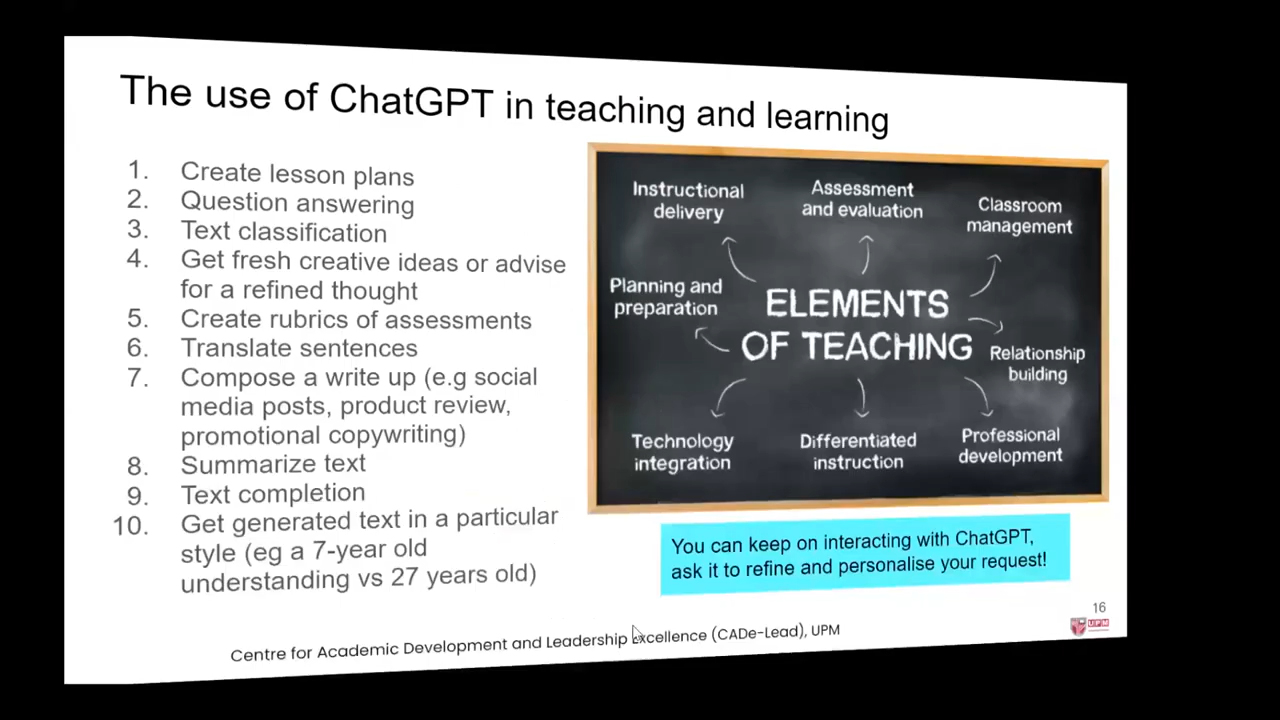 The use of ChatGPT in teaching and learning
1. Create lesson plans
2. Question answering
3. Text classification
4. Get fresh creative ideas or advise
for a refined thought
5. Create rubrics of assessments
6. Translate sentences
7. Compose a write up (e.g social
media posts, product review,
promotional copywriting)
8. Summarize text
9. Text completion
10. Get generated text in a particular
style (eg a 7-year old
understanding vs 27 years old)
Instructional
delivery
Assessment
and evaluation
Classroom
management
Planning and
preparation
ELEMENTS
OF TEACHING
Relationship
building
Technology
integration
Differentiated
instruction
Professional
development
You can keep on interacting with ChatGPT,
ask it to refine and personalise your request!
16
UPM
Centre for Academic Development and Leadership Excellence (CADe-Lead), UPM